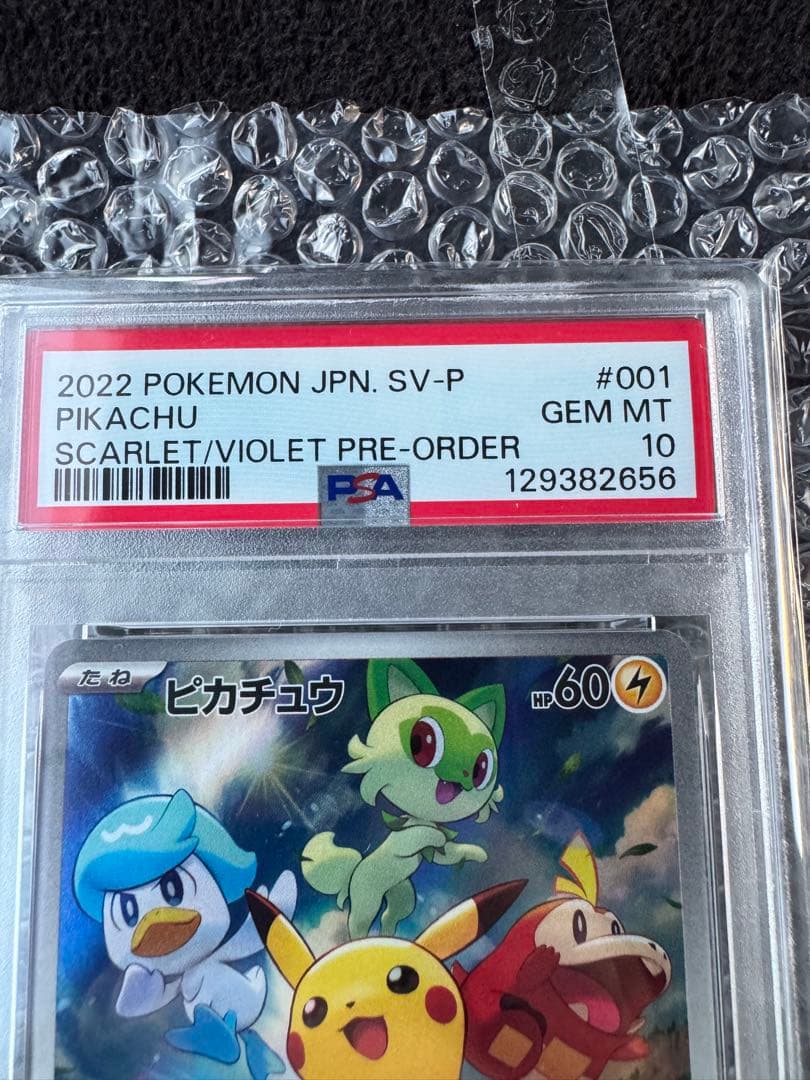 2022 POKEMON JPN. SV-P #001
PIKACHU GEM MT
SCARLET/VIOLET PRE-ORDER 10
PSA 129382656
たね ピカチュウ HP60